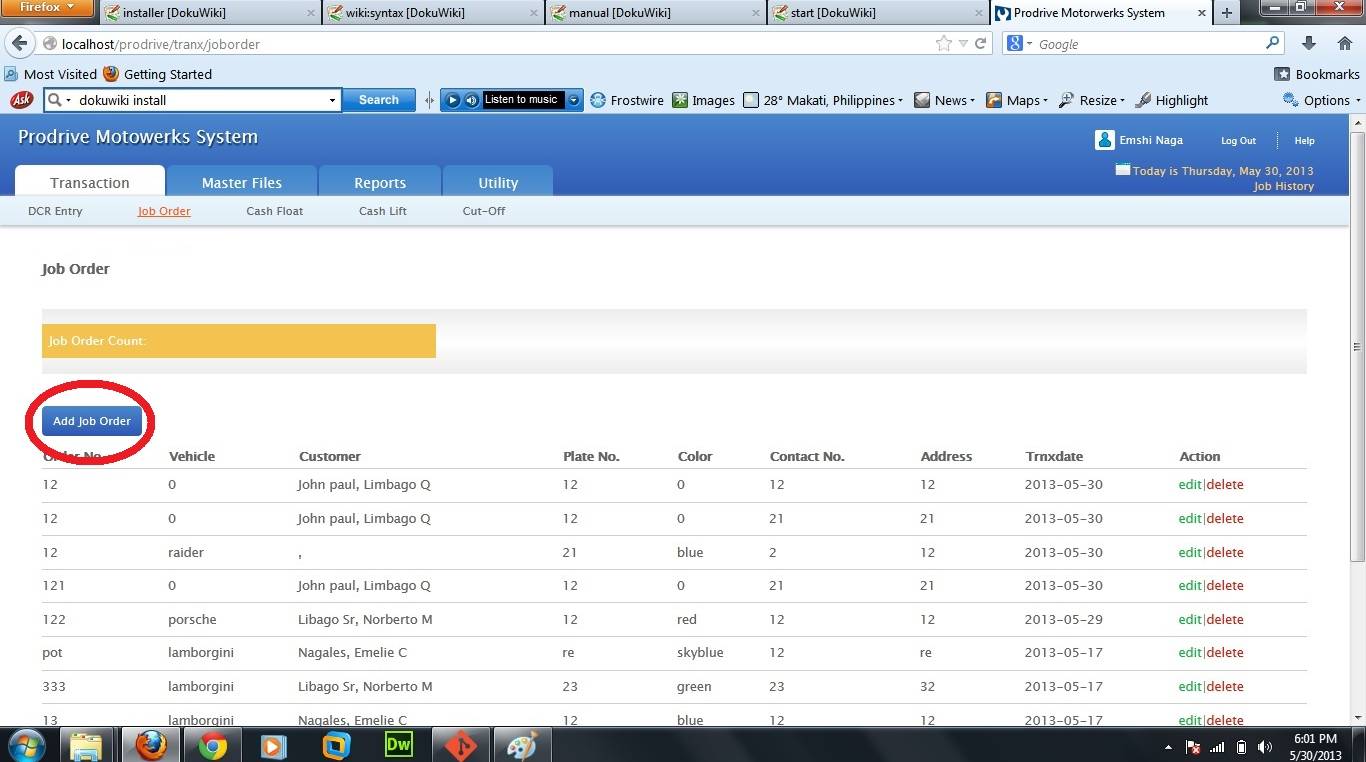 Firefox
installer [DokuWiki]
wiki:syntax [DokuWiki]
manual [DokuWiki]
start [DokuWiki]
Prodrive Motorwerks System
localhost/prodrive/tranx/joborder
Google
Most Visited Getting Started Bookmarks
Ask dokuwiki install Search Listen to music Frostwire Images 28° Makati, Philippines News Maps Resize Highlight Options
Prodrive Motowerks System
Emshi Naga Log Out Help
Today is Thursday, May 30, 2013
Job History
Transaction Master Files Reports Utility
DCR Entry Job Order Cash Float Cash Lift Cut-Off
Job Order
Job Order Count:
Add Job Order
Order No. Vehicle Customer Plate No. Color Contact No. Address Trnxdate Action
12 0 John paul, Limbago Q 12 0 12 12 2013-05-30 edit|delete
12 0 John paul, Limbago Q 12 0 21 21 2013-05-30 edit|delete
12 raider , 21 blue 2 12 2013-05-30 edit|delete
121 0 John paul, Limbago Q 12 0 21 21 2013-05-30 edit|delete
122 porsche Libago Sr, Norberto M 12 red 12 12 2013-05-29 edit|delete
pot lamborgini Nagales, Emelie C re skyblue 12 re 2013-05-17 edit|delete
333 lamborgini Libago Sr, Norberto M 23 green 23 32 2013-05-17 edit|delete
13 lamborgini Nagales, Emelie C 12 blue 12 12 2013-05-17 edit|delete
Dw
6:01 PM
5/30/2013